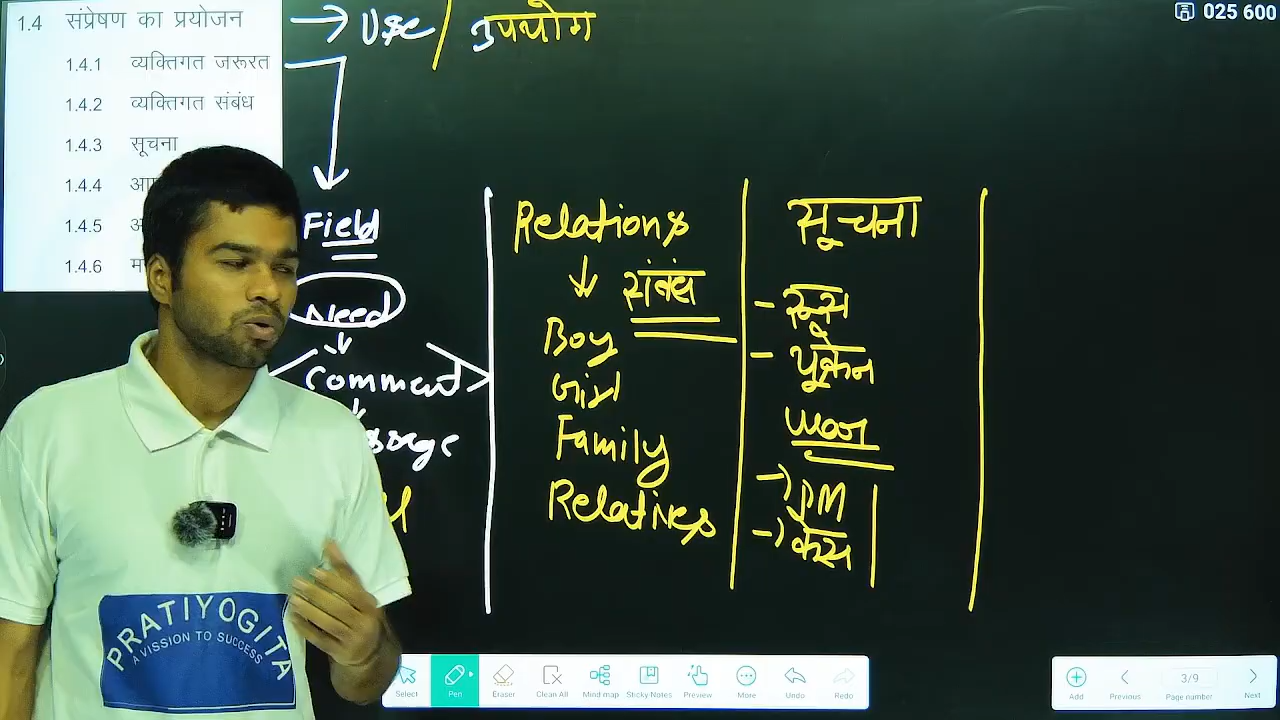 1.4 संप्रेषण का प्रयोजन
1.4.1 व्यक्तिगत जरूरत
1.4.2 व्यक्तिगत संबंध
1.4.3 सूचना
1.4.4
1.4.5
1.4.6
Use / उपयोग
025 600
Field
Need
Comment
Relations
संबंध
Boy
Girl
Family
Relatives
सूचना
- रूस
- यूक्रेन
War
PM
केस
PRATIYOGITA
A VISSION TO SUCCESS
Select
Pen
Eraser
Clean All
Mind map
Sticky-Notes
Preview
More
Undo
Redo
Add
Previous
3/9
Page number
Next